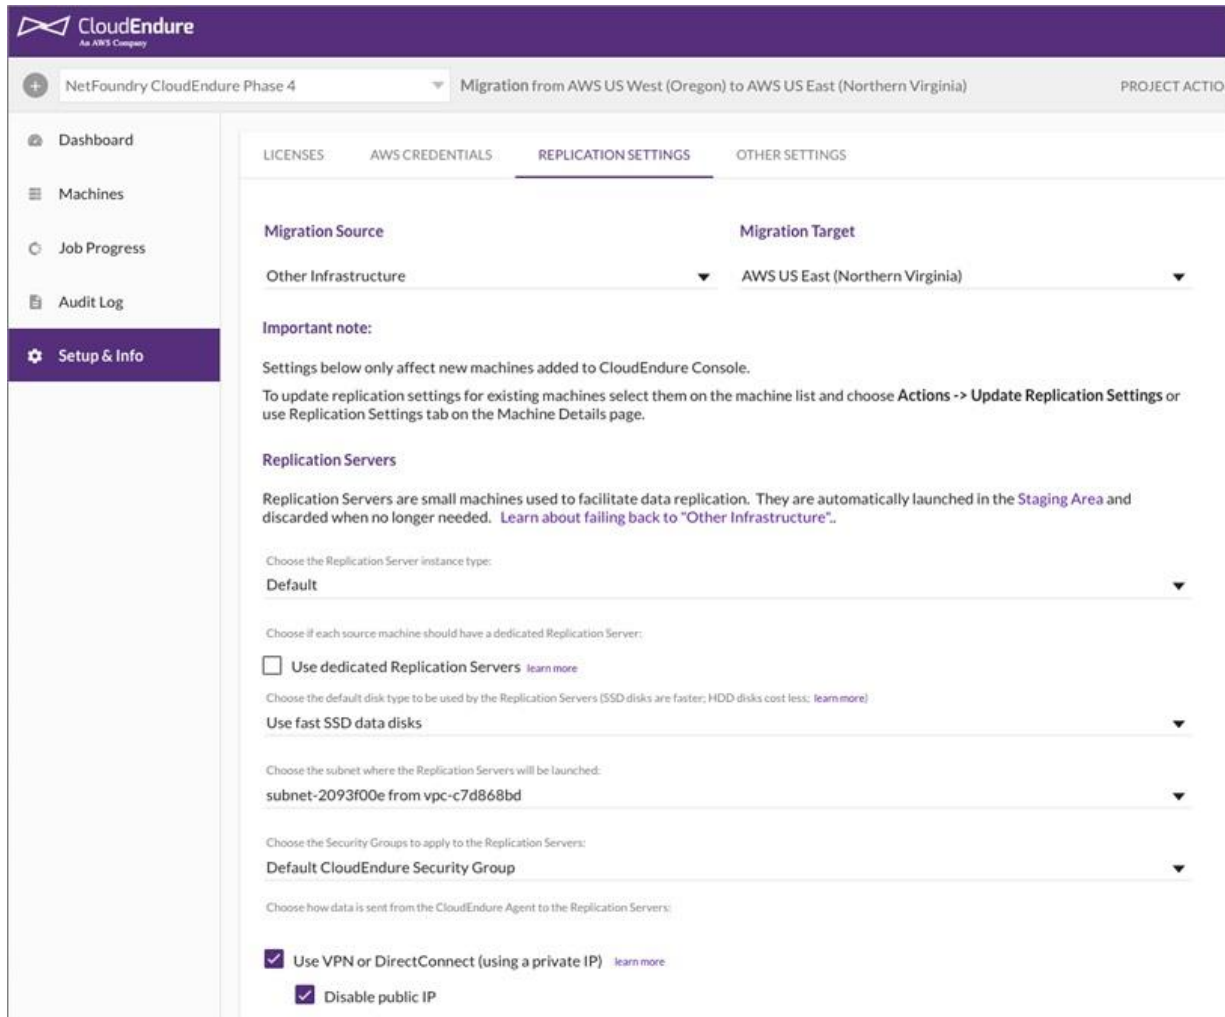 CloudEndure
An AWS Company
NetFoundry CloudEndure Phase 4
Migration from AWS US West (Oregon) to AWS US East (Northern Virginia)
PROJECT ACTIO
Dashboard
Machines
Job Progress
Audit Log
Setup & Info
LICENSES
AWS CREDENTIALS
REPLICATION SETTINGS
OTHER SETTINGS
Migration Source
Migration Target
Other Infrastructure
AWS US East (Northern Virginia)
Important note:
Settings below only affect new machines added to CloudEndure Console.
To update replication settings for existing machines select them on the machine list and choose Actions -> Update Replication Settings or
use Replication Settings tab on the Machine Details page.
Replication Servers
Replication Servers are small machines used to facilitate data replication. They are automatically launched in the Staging Area and
discarded when no longer needed. Learn about failing back to "Other Infrastructure"..
Choose the Replication Server instance type:
Default
Choose if each source machine should have a dedicated Replication Server:
Use dedicated Replication Servers learn more
Choose the default disk type to be used by the Replication Servers (SSD disks are faster; HDD disks cost less; learn more)
Use fast SSD data disks
Choose the subnet where the Replication Servers will be launched:
subnet-2093f00e from vpc-c7d868bd
Choose the Security Groups to apply to the Replication Servers:
Default CloudEndure Security Group
Choose how data is sent from the CloudEndure Agent to the Replication Servers:
Use VPN or DirectConnect (using a private IP) learn more
Disable public IP